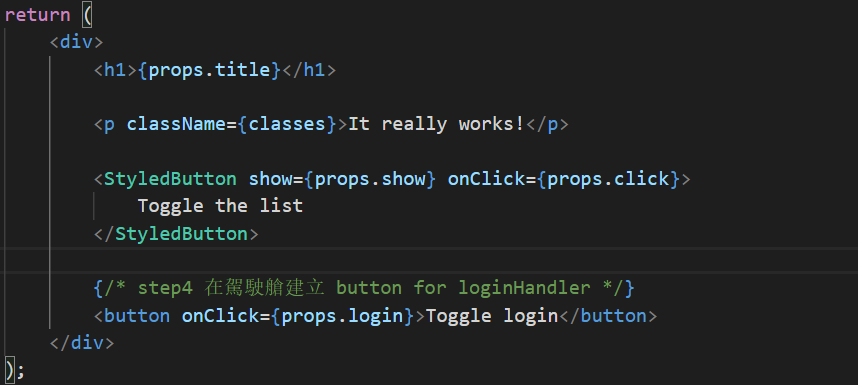 return (
<div>
<h1>{props.title}</h1>
<p className={classes}>It really works!</p>
<StyledButton show={props.show} onClick={props.click}>
Toggle the list
</StyledButton>
{/* step4 在駕駛艙建立 button for loginHandler */}
<button onClick={props.login}>Toggle login</button>
</div>
);